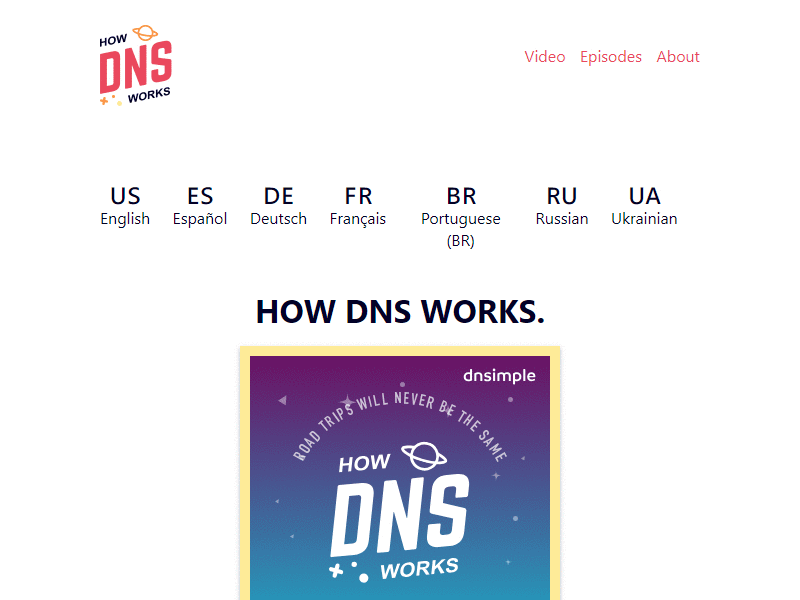 HOW
DNS
WORKS
Video Episodes About
US ES DE FR BR RU UA
English Español Deutsch Français Portuguese (BR) Russian Ukrainian
HOW DNS WORKS.
dnsimple
ROAD TRIPS WILL NEVER BE THE SAME
HOW
DNS
WORKS